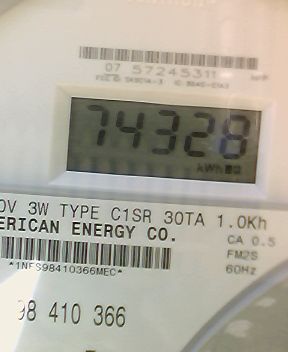 07 57245311
74328
kWh
0V 3W TYPE C1SR 30TA 1.0Kh
ERICAN ENERGY CO.
CA 0.5
FM2S
60Hz
*1NFS98410366MEC*
98 410 366